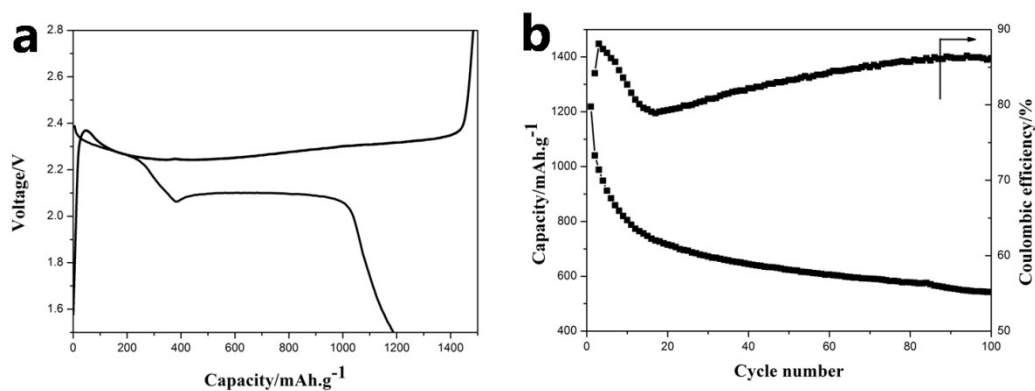 a
2.8
2.6
2.4
2.2
2.0
1.8
1.6
Voltage/V
0 200 400 600 800 1000 1200 1400
Capacity/mAh.g-1
b
1400
1200
1000
800
600
400
Capacity/mAh.g-1
90
80
70
60
50
Coulombic efficiency/%
0 20 40 60 80 100
Cycle number